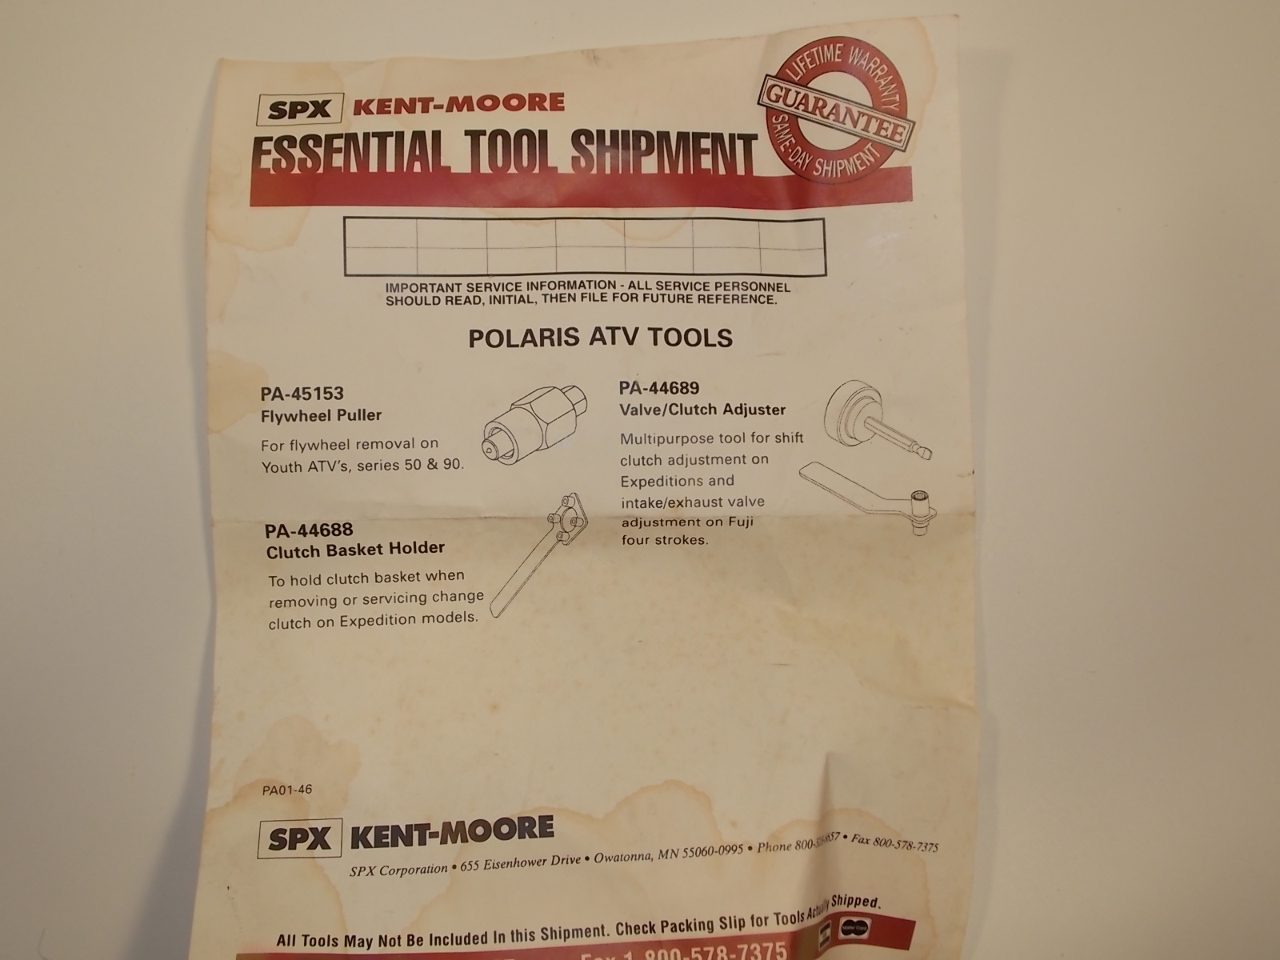 SPX KENT-MOORE
ESSENTIAL TOOL SHIPMENT
LIFETIME WARRANTY
GUARANTEE
SAME-DAY SHIPMENT
IMPORTANT SERVICE INFORMATION - ALL SERVICE PERSONNEL
SHOULD READ, INITIAL, THEN FILE FOR FUTURE REFERENCE.
POLARIS ATV TOOLS
PA-45153
Flywheel Puller
For flywheel removal on
Youth ATV's, series 50 & 90.
PA-44688
Clutch Basket Holder
To hold clutch basket when
removing or servicing change
clutch on Expedition models.
PA-44689
Valve/Clutch Adjuster
Multipurpose tool for shift
clutch adjustment on
Expeditions and
intake/exhaust valve
adjustment on Fuji
four strokes.
PA01-46
SPX KENT-MOORE
SPX Corporation • 655 Eisenhower Drive • Owatonna, MN 55060-0995 • Phone • Fax 800-578-7375
All Tools May Not Be Included In this Shipment. Check Packing Slip for Tools Actually Shipped.
Fax 1-800-578-7375